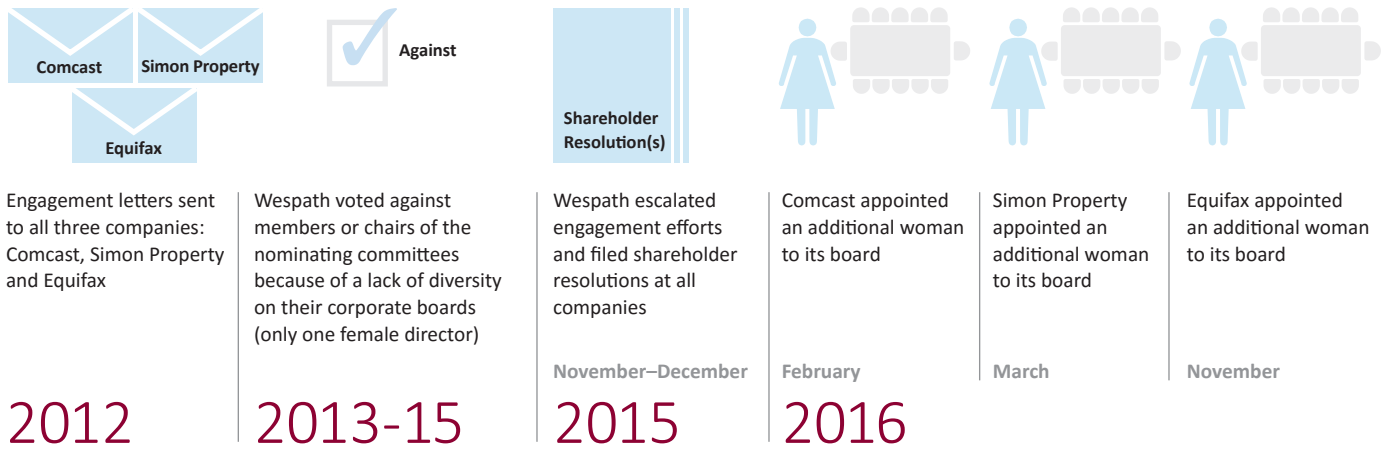 Comcast
Simon Property
Equifax
Against
Shareholder
Resolution(s)
Engagement letters sent
to all three companies:
Comcast, Simon Property
and Equifax
2012
Wespath voted against
members or chairs of the
nominating committees
because of a lack of diversity
on their corporate boards
(only one female director)
2013-15
Wespath escalated
engagement efforts
and filed shareholder
resolutions at all
companies
November–December
2015
Comcast appointed
an additional woman
to its board
February
2016
Simon Property
appointed an
additional woman
to its board
March
Equifax appointed
an additional woman
to its board
November